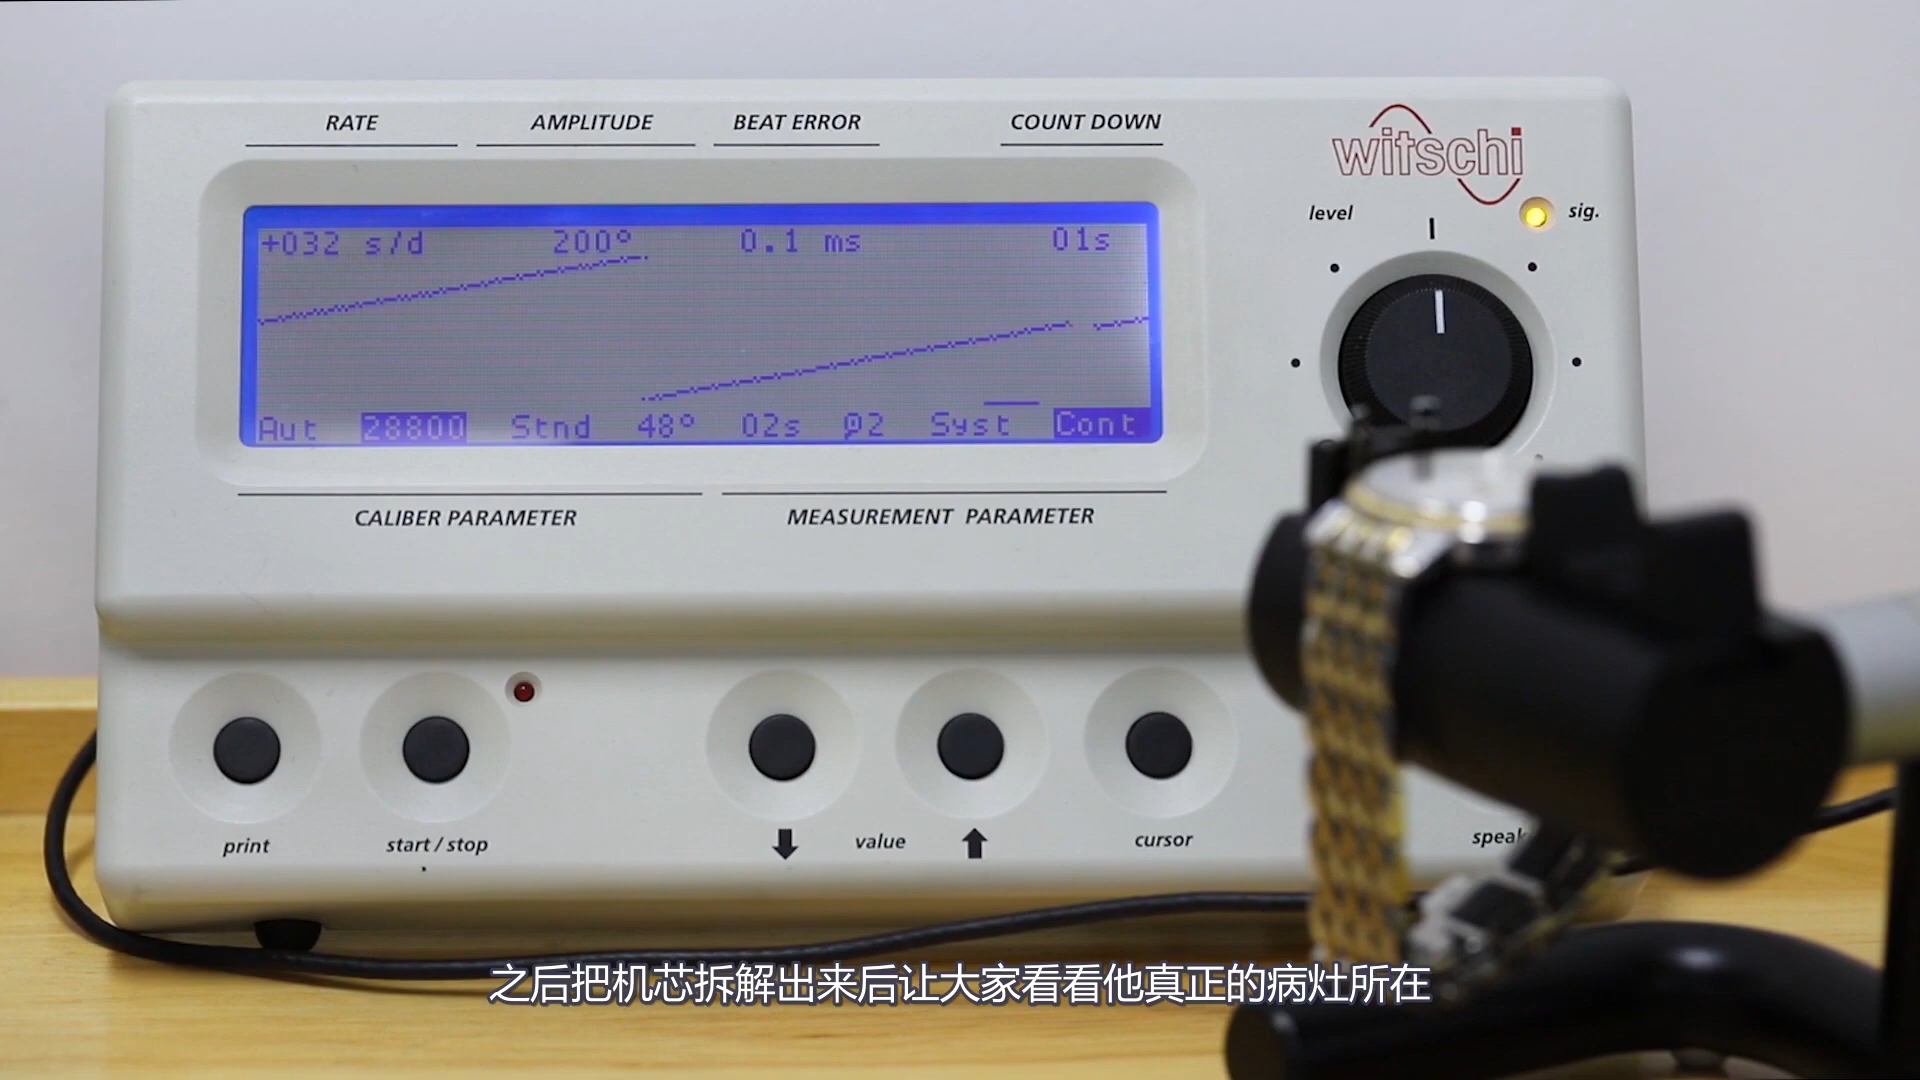 RATE AMPLITUDE BEAT ERROR COUNT DOWN
witschi
level sig.
+032 s/d 200° 0.1 ms 01s
Aut 28800 Stnd 48° 02s φ2 Syst Cont
CALIBER PARAMETER MEASUREMENT PARAMETER
print start / stop value cursor
之后把机芯拆解出来后让大家看看他真正的病灶所在